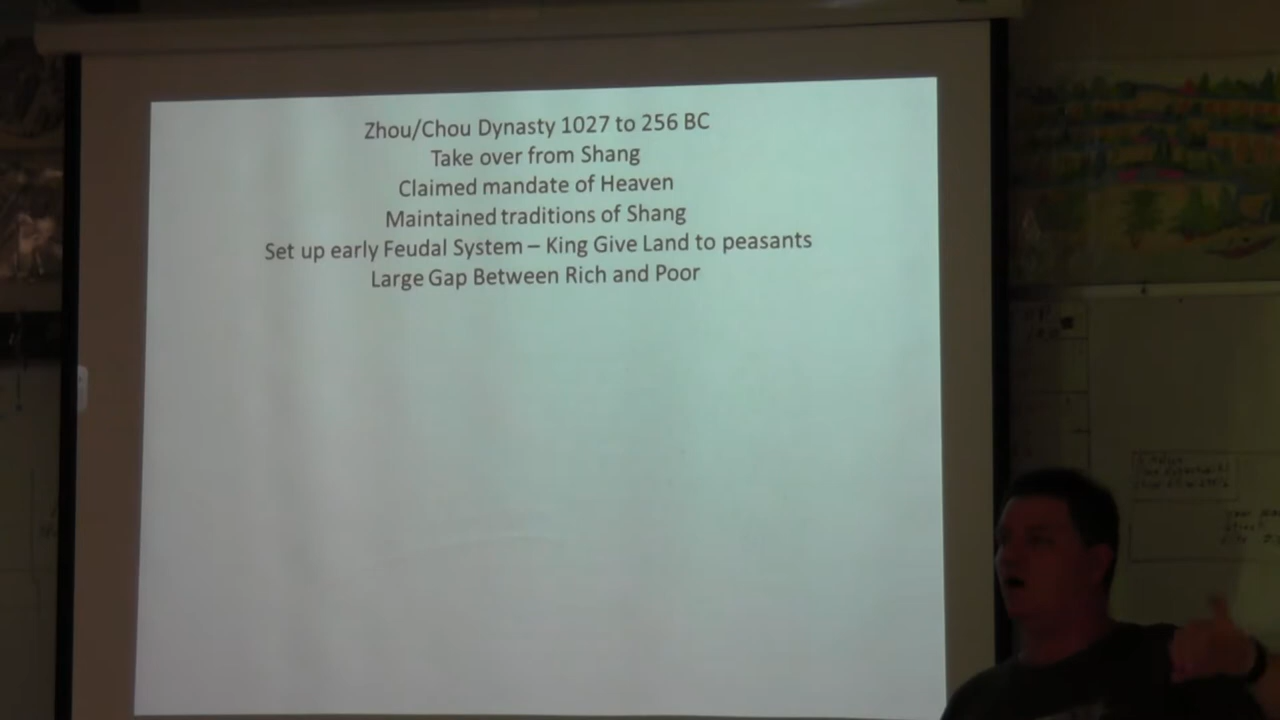 Zhou/Chou Dynasty 1027 to 256 BC
Take over from Shang
Claimed mandate of Heaven
Maintained traditions of Shang
Set up early Feudal System – King Give Land to peasants
Large Gap Between Rich and Poor